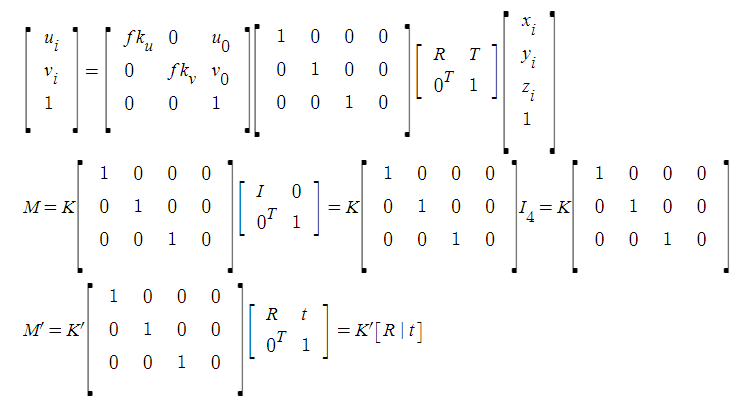 [u_i; v_i; 1] = [fk_u 0 u_0; 0 fk_v v_0; 0 0 1] [1 0 0 0; 0 1 0 0; 0 0 1 0] [R T; 0^T 1] [x_i; y_i; z_i; 1]
M = K [1 0 0 0; 0 1 0 0; 0 0 1 0] [I 0; 0^T 1] = K [1 0 0 0; 0 1 0 0; 0 0 1 0] I_4 = K [1 0 0 0; 0 1 0 0; 0 0 1 0]
M′ = K′ [1 0 0 0; 0 1 0 0; 0 0 1 0] [R t; 0^T 1] = K′[R | t]